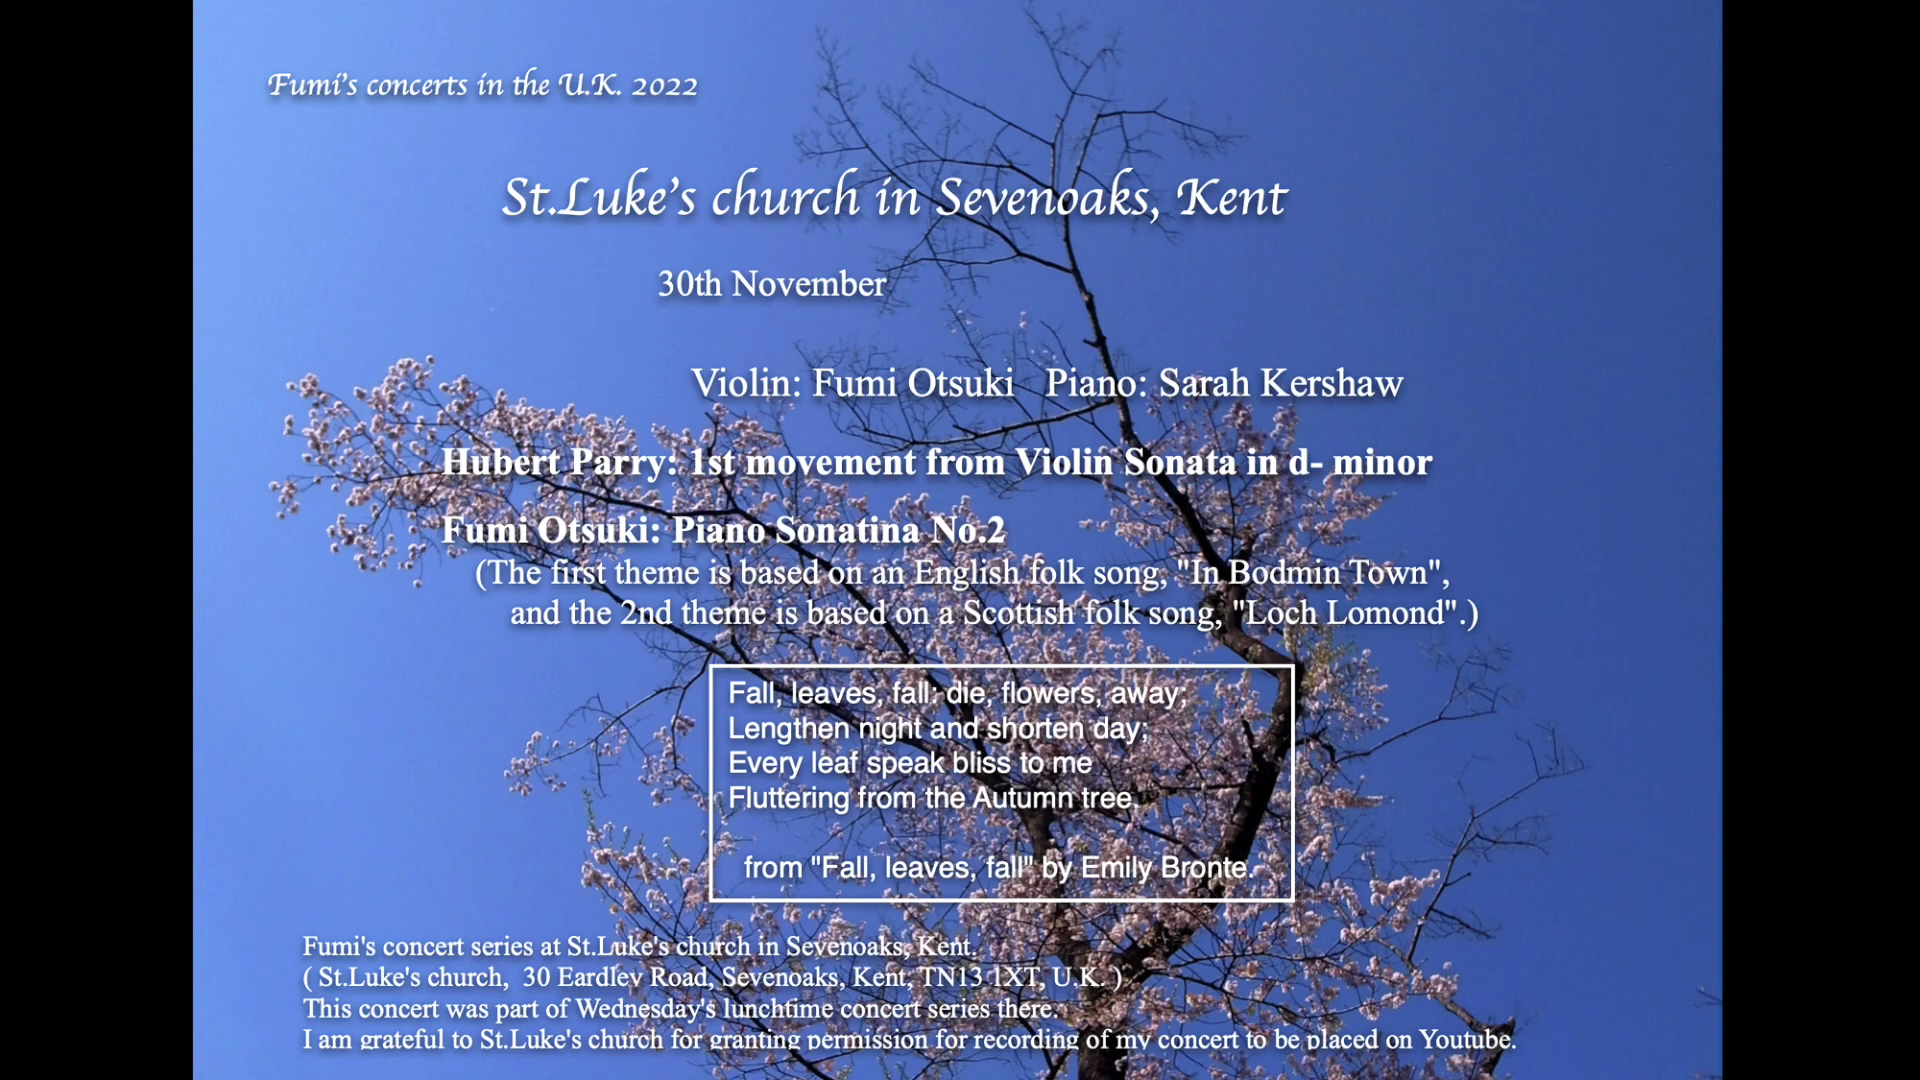 Fumi's concerts in the U.K. 2022
St.Luke's church in Sevenoaks, Kent
30th November
Violin: Fumi Otsuki   Piano: Sarah Kershaw
Hubert Parry: 1st movement from Violin Sonata in d- minor
Fumi Otsuki: Piano Sonatina No.2
(The first theme is based on an English folk song, "In Bodmin Town",
and the 2nd theme is based on a Scottish folk song, "Loch Lomond".)
Fall, leaves, fall; die, flowers, away;
Lengthen night and shorten day;
Every leaf speak bliss to me
Fluttering from the Autumn tree.
from "Fall, leaves, fall" by Emily Bronte.
Fumi's concert series at St.Luke's church in Sevenoaks, Kent.
( St.Luke's church,  30 Eardley Road, Sevenoaks, Kent, TN13 1XT, U.K. )
This concert was part of Wednesday's lunchtime concert series there.
I am grateful to St.Luke's church for granting permission for recording of my concert to be placed on Youtube.